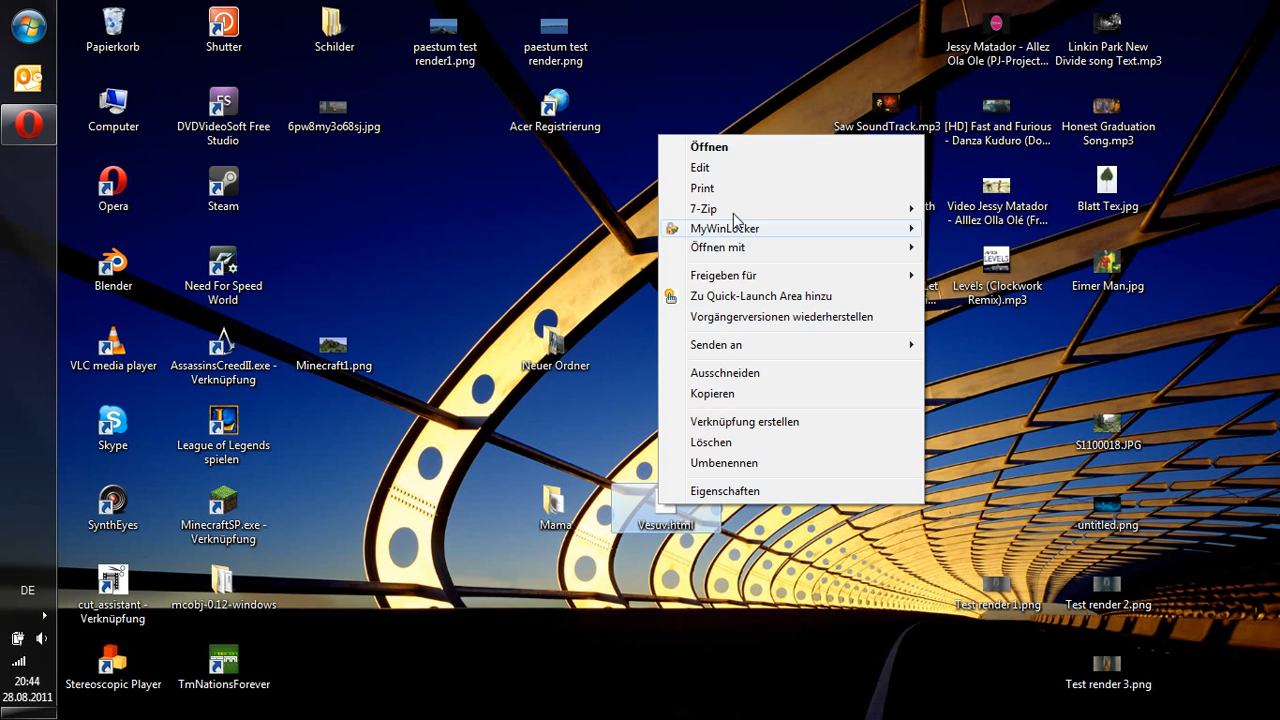 Papierkorb
Shutter
Schilder
paestum test
render1.png
paestum test
render.png
Jessy Matador - Allez
Ola Ole (PJ-Project...
Linkin Park New
Divide song Text.mp3
Computer
DVDVideoSoft Free
Studio
6pw8my3o68sj.jpg
Acer Registrierung
Saw SoundTrack.mp3
[HD] Fast and Furious
- Danza Kuduro (Do...
Honest Graduation
Song.mp3
Opera
Steam
Video Jessy Matador
- Alllez Olla Olé (Fr...
Blatt Tex.jpg
Blender
Need For Speed
World
LEVELS
Levels (Clockwork
Remix).mp3
Eimer Man.jpg
VLC media player
AssassinsCreedII.exe -
Verknüpfung
Minecraft1.png
Neuer Ordner
Skype
League of Legends
spielen
S1100018.JPG
SynthEyes
MinecraftSP.exe -
Verknüpfung
Mama
Vesuv.html
untitled.png
cut_assistant -
Verknüpfung
mcobj-0.12-windows
Test render 1.png
Test render 2.png
Stereoscopic Player
TmNationsForever
Test render 3.png
Öffnen
Edit
Print
7-Zip
MyWinLocker
Öffnen mit
Freigeben für
Zu Quick-Launch Area hinzu
Vorgängerversionen wiederherstellen
Senden an
Ausschneiden
Kopieren
Verknüpfung erstellen
Löschen
Umbenennen
Eigenschaften
DE
20:44
28.08.2011